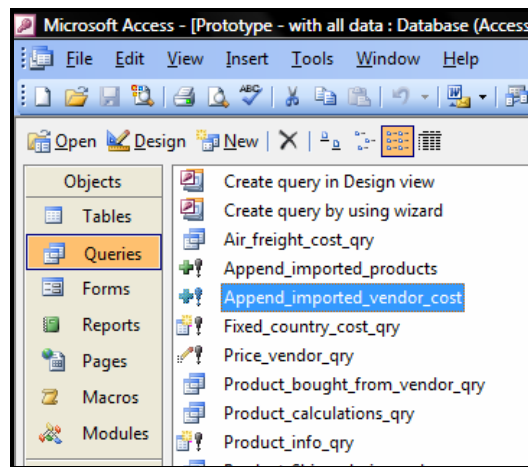 Microsoft Access - [Prototype - with all data : Database (Access
File Edit View Insert Tools Window Help
ABC
Open Design New
Objects
Tables
Queries
Forms
Reports
Pages
Macros
Modules
Create query in Design view
Create query by using wizard
Air_freight_cost_qry
Append_imported_products
Append_imported_vendor_cost
Fixed_country_cost_qry
Price_vendor_qry
Product_bought_from_vendor_qry
Product_calculations_qry
Product_info_qry